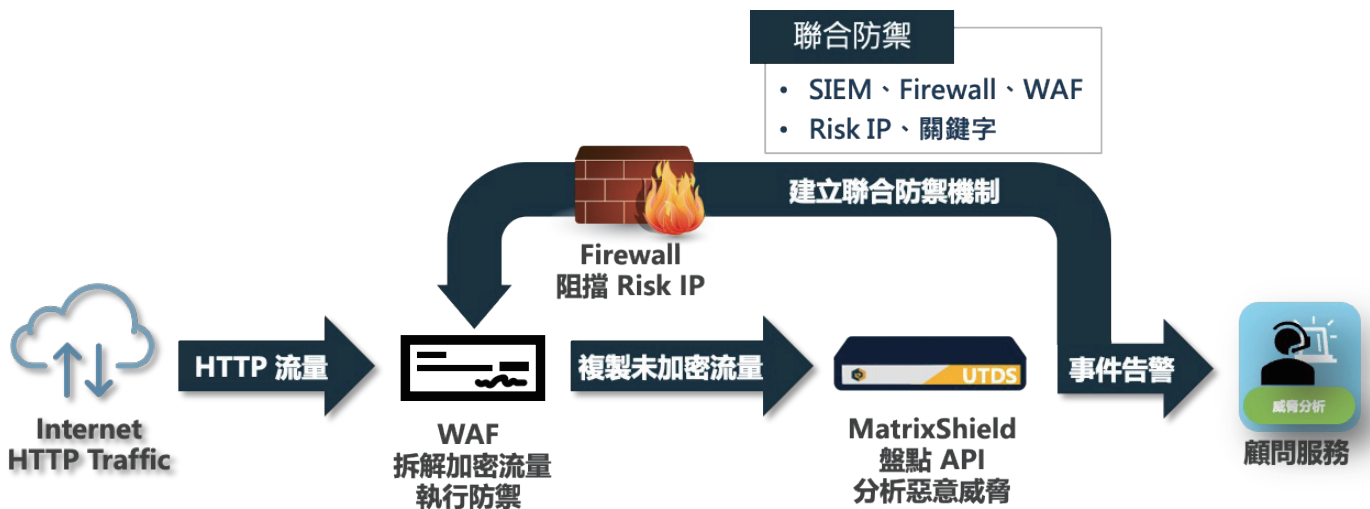 聯合防禦
• SIEM、Firewall、WAF
• Risk IP、關鍵字
建立聯合防禦機制
Firewall
阻擋 Risk IP
HTTP 流量
複製未加密流量
UTDS
事件告警
威脅分析
Internet
HTTP Traffic
WAF
拆解加密流量
執行防禦
MatrixShield
盤點 API
分析惡意威脅
顧問服務